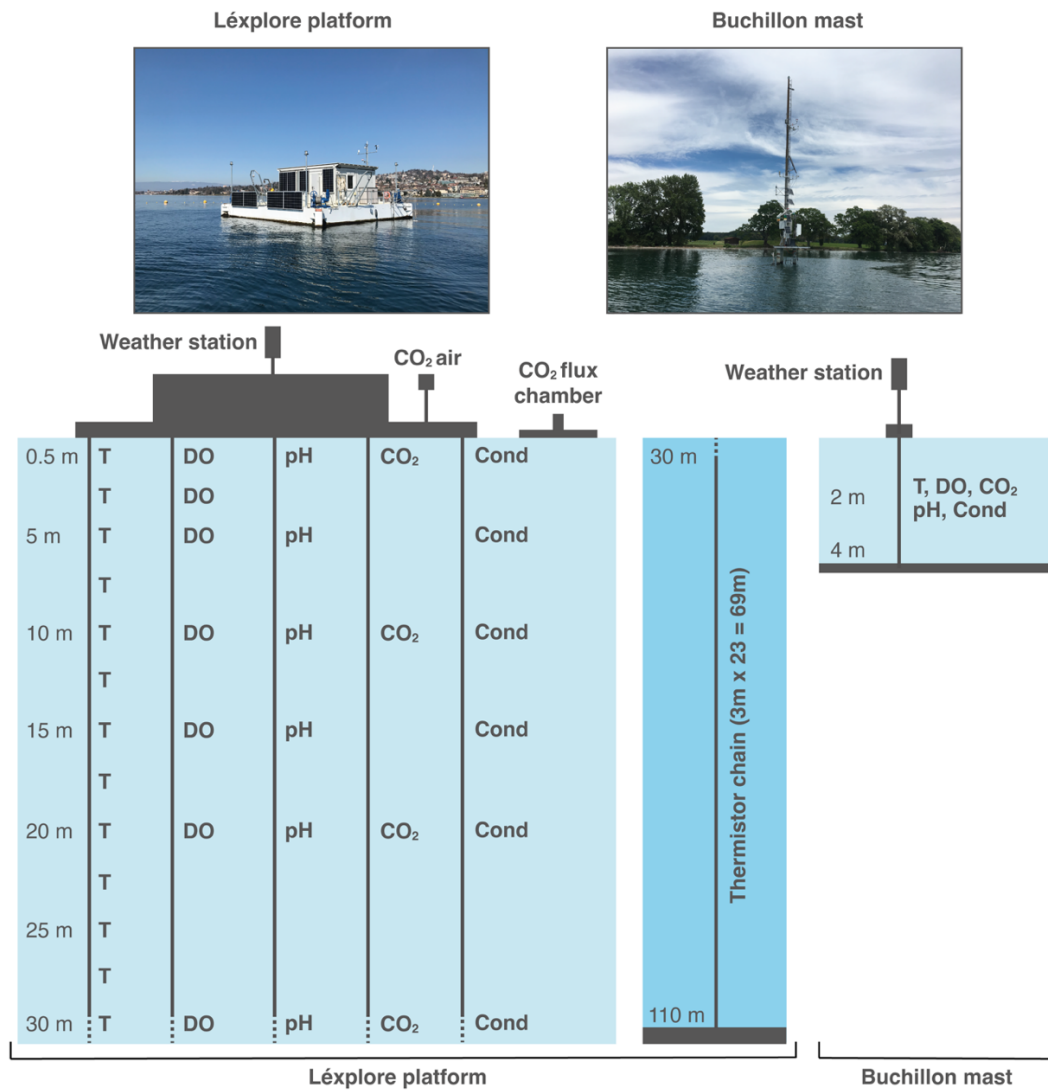 Léxplore platform
Buchillon mast
Weather station
CO₂ air
CO₂ flux
chamber
Weather station
0.5 m T DO pH CO₂ Cond
T DO
5 m T DO pH Cond
T
10 m T DO pH CO₂ Cond
T
15 m T DO pH Cond
T
20 m T DO pH CO₂ Cond
T
25 m T
T
30 m T DO pH CO₂ Cond
30 m
Thermistor chain (3m x 23 = 69m)
110 m
2 m
T, DO, CO₂
pH, Cond
4 m
Léxplore platform
Buchillon mast